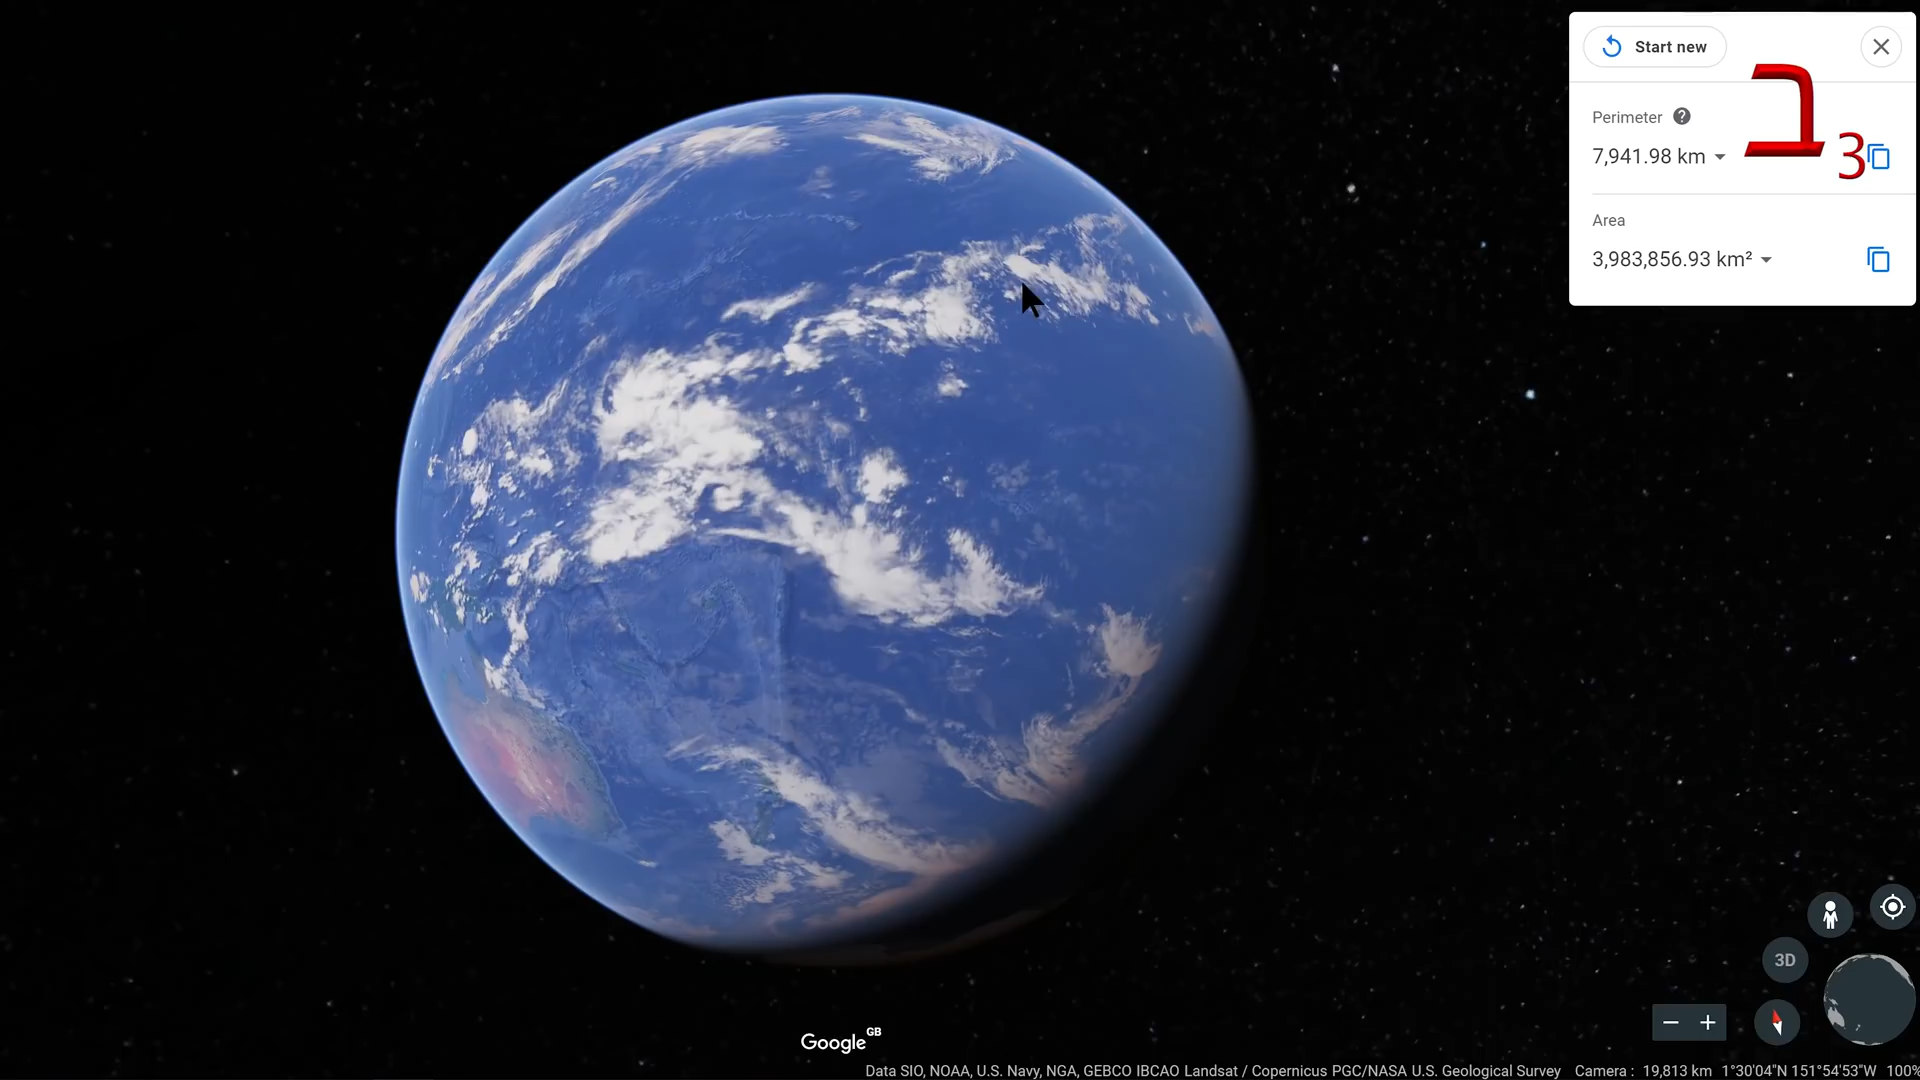 Start new
Perimeter ?
7,941.98 km
ב
3
Area
3,983,856.93 km²
3D
Google GB
Data SIO, NOAA, U.S. Navy, NGA, GEBCO IBCAO Landsat / Copernicus PGC/NASA U.S. Geological Survey Camera : 19,813 km 1°30'04"N 151°54'53"W 100%